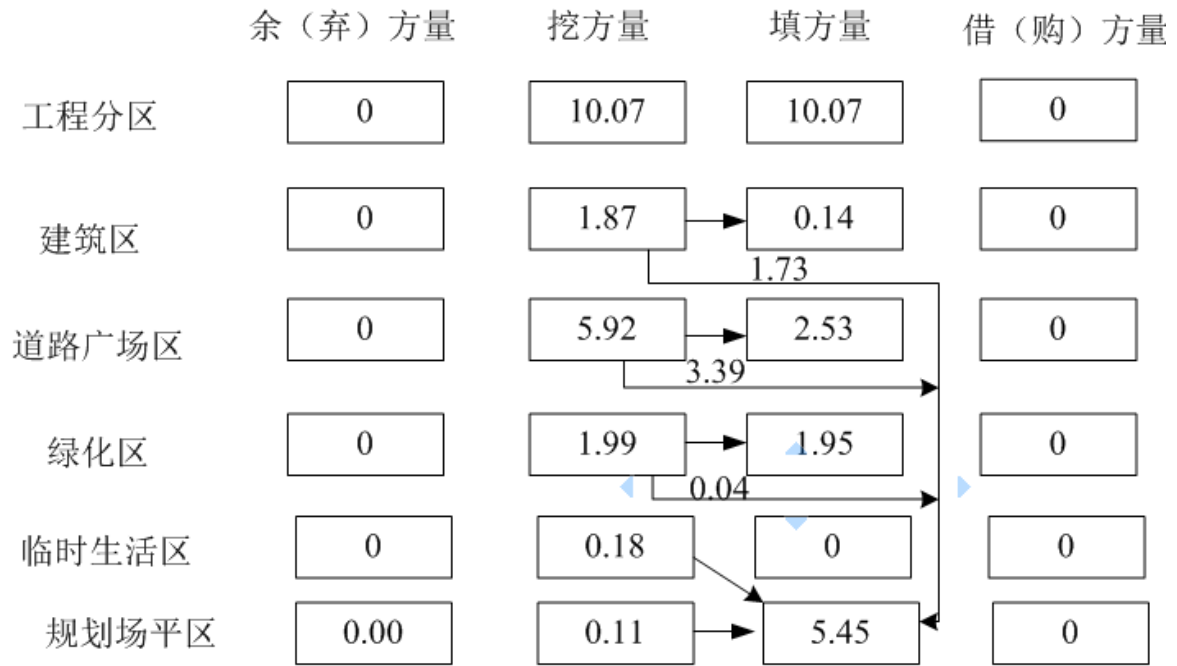 余（弃）方量 挖方量 填方量 借（购）方量
工程分区 0 10.07 10.07 0
建筑区 0 1.87 0.14 0
1.73
道路广场区 0 5.92 2.53 0
3.39
绿化区 0 1.99 1.95 0
0.04
临时生活区 0 0.18 0 0
规划场平区 0.00 0.11 5.45 0